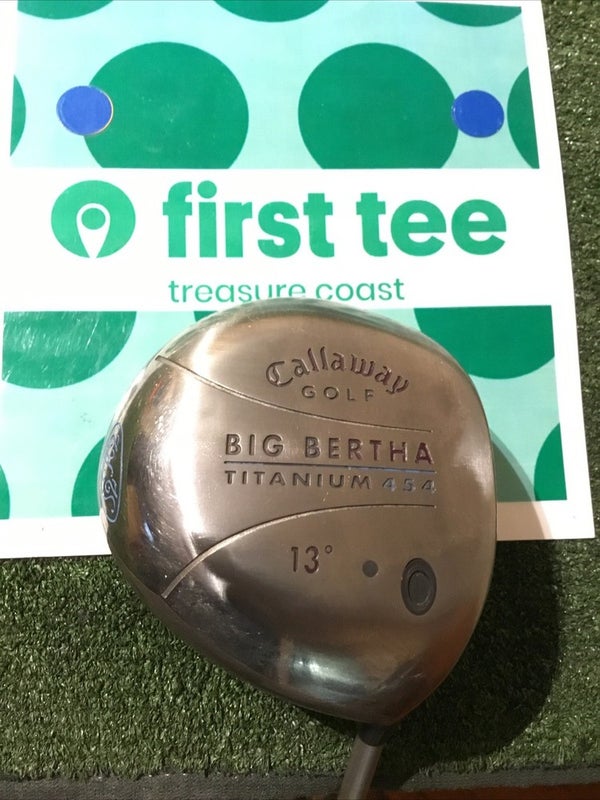 first tee
treasure coast
Callaway
GOLF
BIG BERTHA
TITANIUM 454
13°